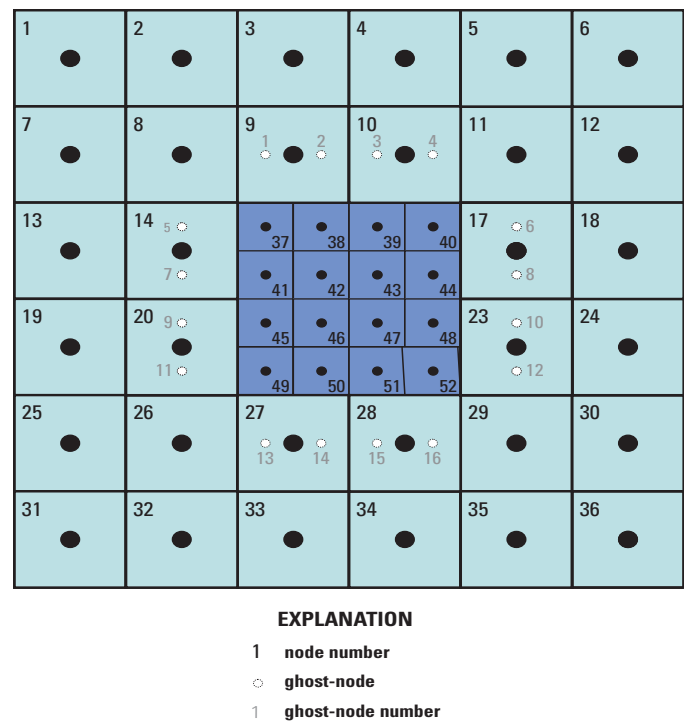 1 2 3 4 5 6
7 8 9 10 11 12
1 2 3 4
13 14 17 18
5 6
37 38 39 40
7 8
41 42 43 44
19 20 23 24
9 10
45 46 47 48
11 12
49 50 51 52
25 26 27 28 29 30
13 14 15 16
31 32 33 34 35 36
EXPLANATION
1 node number
ghost-node
1 ghost-node number